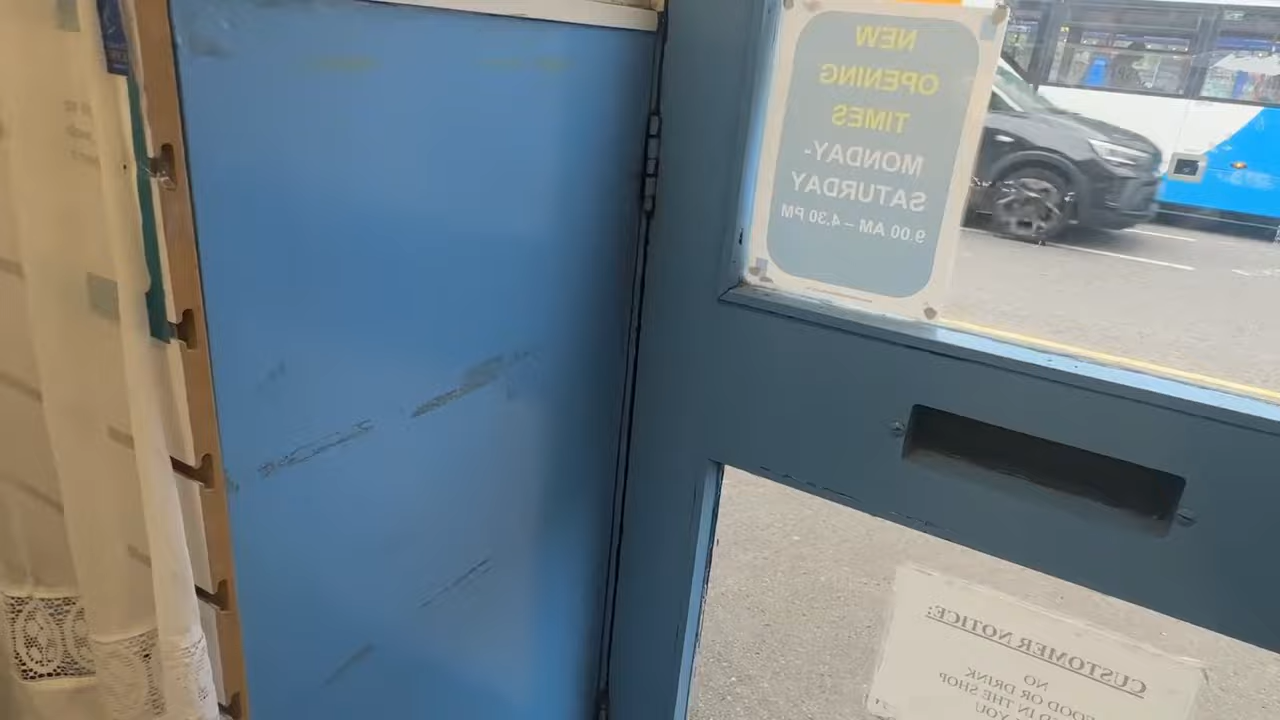 NEW
OPENING
TIMES
MONDAY-
SATURDAY
9.00 AM – 4.30 PM
CUSTOMER NOTICE:
NO
FOOD OR DRINK
IN THE SHOP
YOU